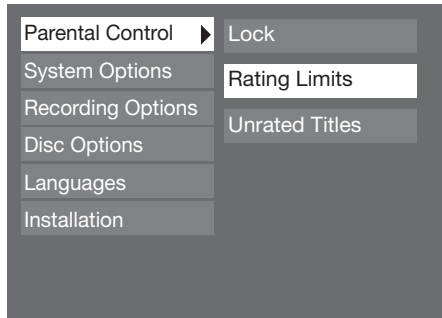 Parental Control
System Options
Recording Options
Disc Options
Languages
Installation
Lock
Rating Limits
Unrated Titles